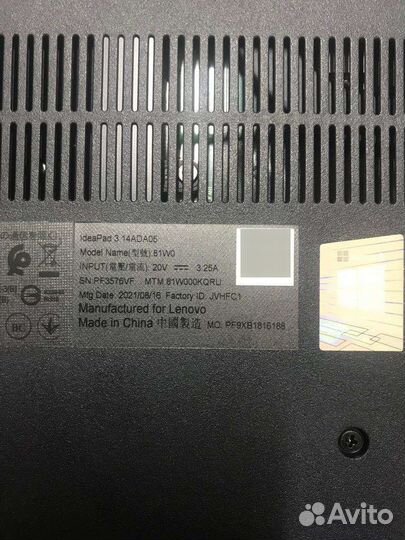 IdeaPad 3 14ADA05
Model Name(型號):81W0
INPUT(電壓/電流): 20V ⎓ 3.25A
SN:PF3576VF MTM:81W000KQRU
Mfg Date: 2021/08/16 Factory ID: JVHFC1
Manufactured for Lenovo
Made in China 中國製造 MO: PF9XB1816188
BC
Avito